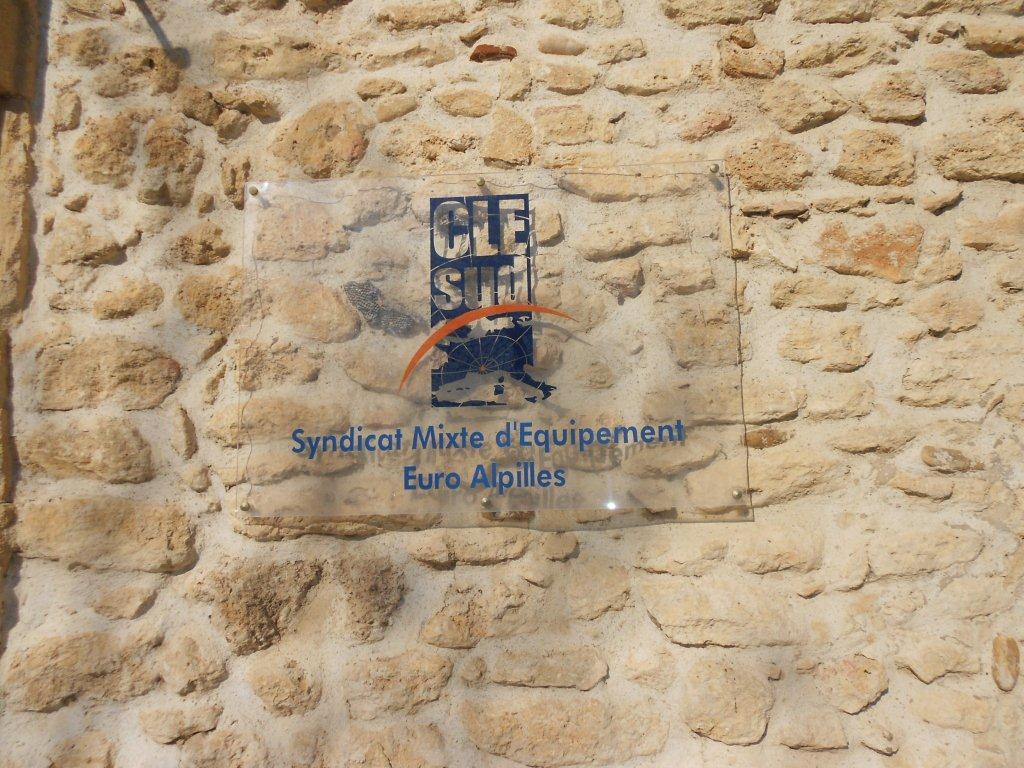 CLE
SUD
Syndicat Mixte d'Equipement
Euro Alpilles